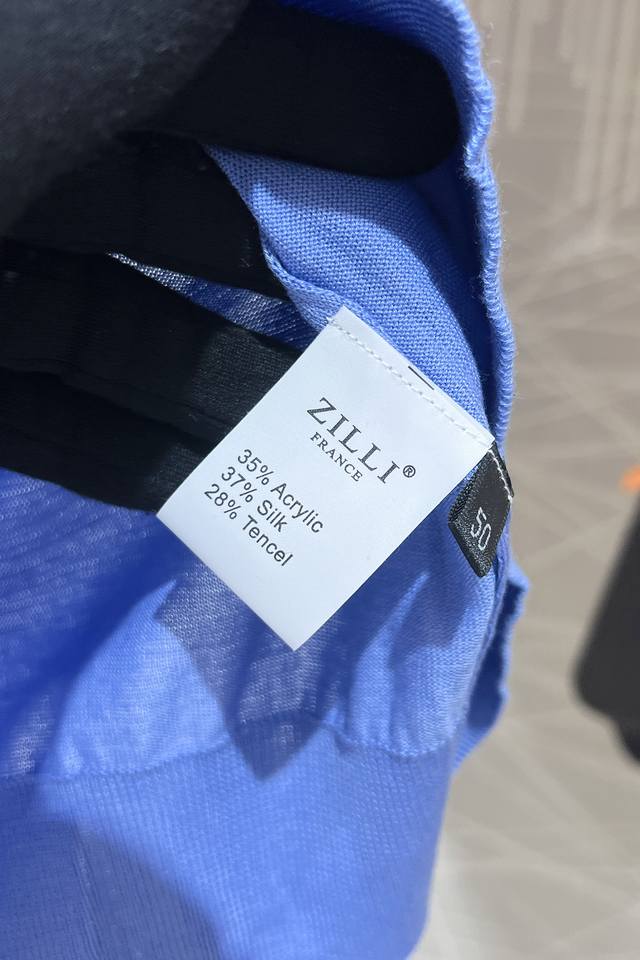 ZILLI®
FRANCE
35% Acrylic
37% Silk
28% Tencel
50